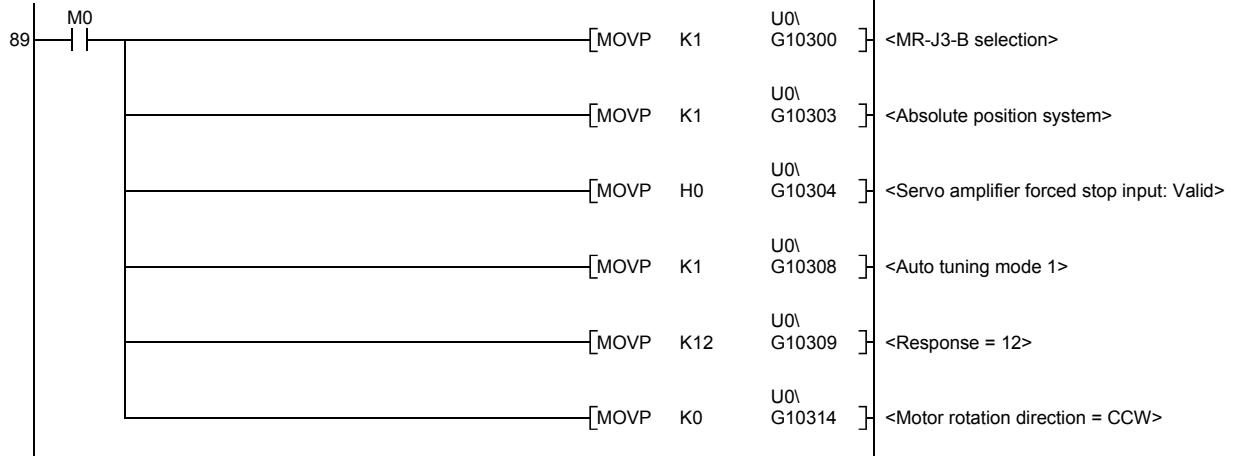 M0
89
U0\
MOVP K1 G10300 <MR-J3-B selection>
U0\
MOVP K1 G10303 <Absolute position system>
U0\
MOVP H0 G10304 <Servo amplifier forced stop input: Valid>
U0\
MOVP K1 G10308 <Auto tuning mode 1>
U0\
MOVP K12 G10309 <Response = 12>
U0\
MOVP K0 G10314 <Motor rotation direction = CCW>